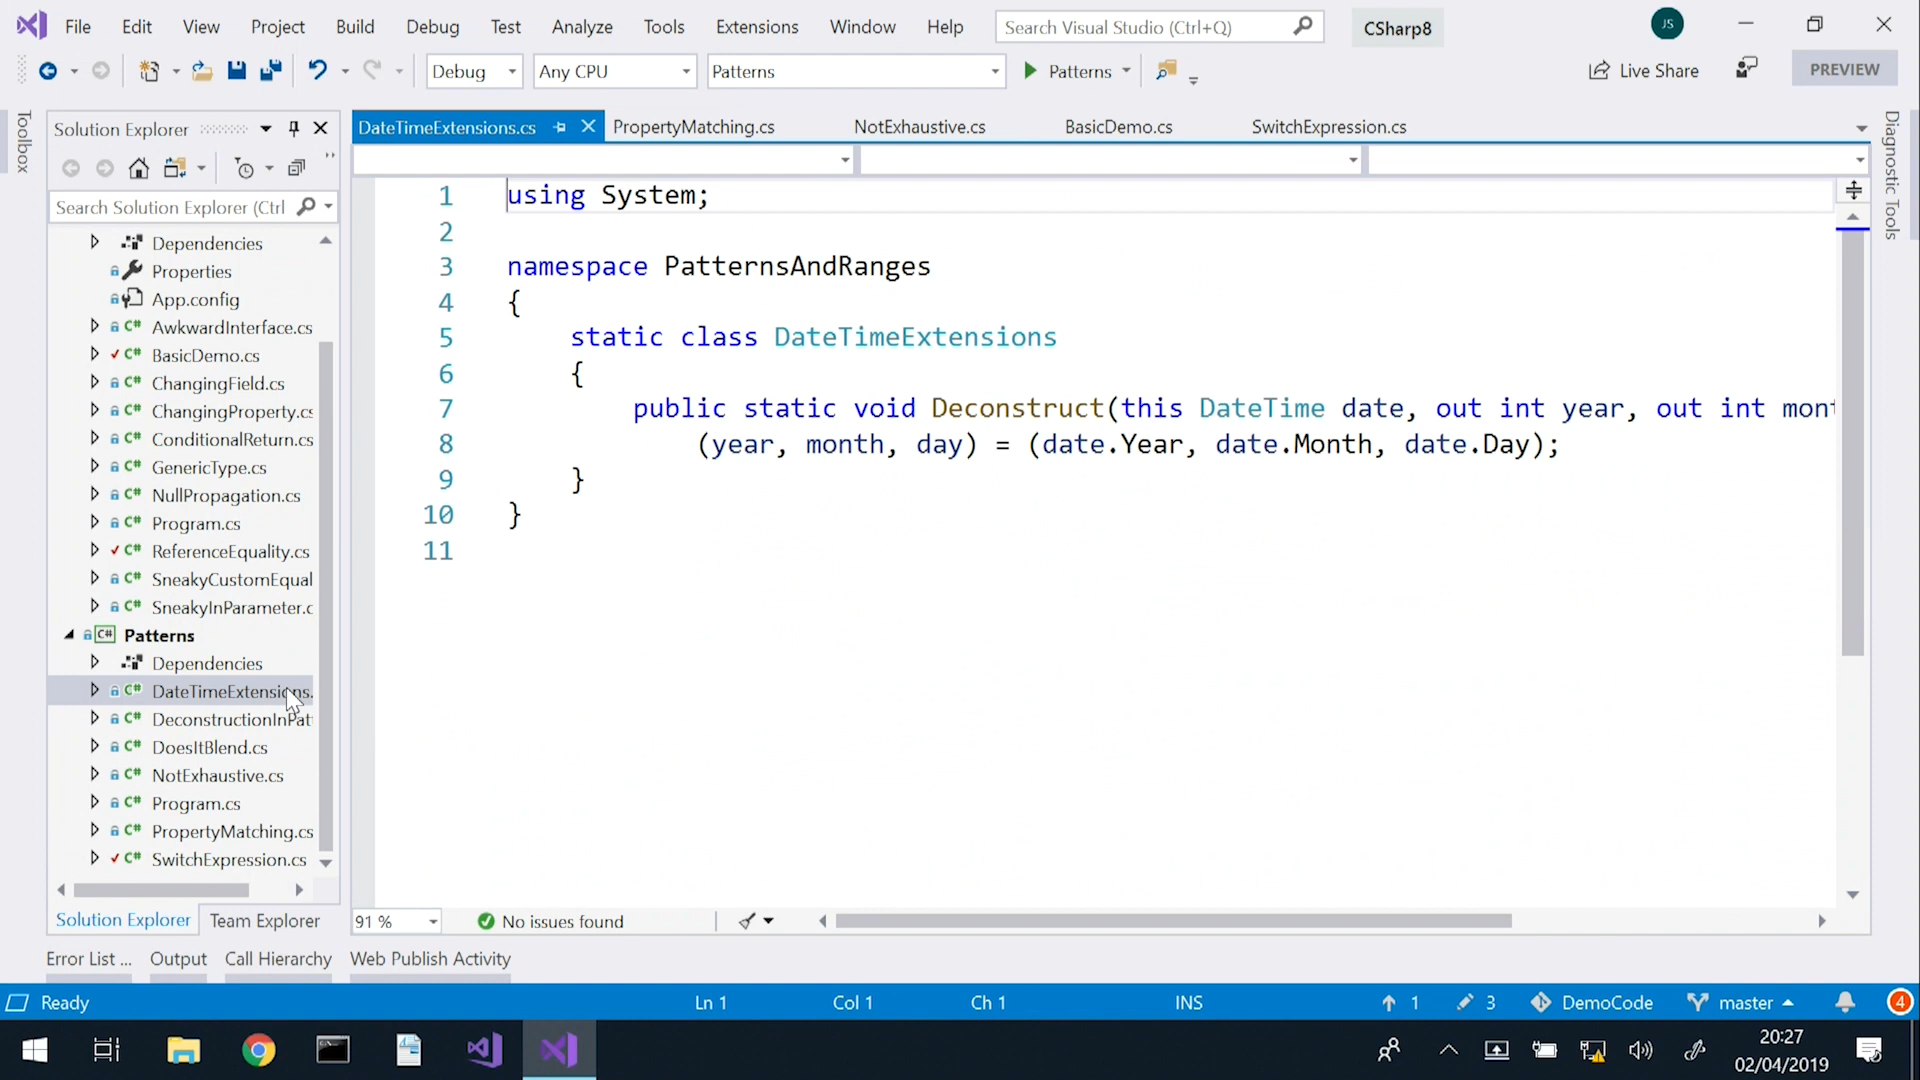 File Edit View Project Build Debug Test Analyze Tools Extensions Window Help Search Visual Studio (Ctrl+Q) CSharp8 JS
Debug Any CPU Patterns Patterns Live Share PREVIEW
Toolbox
Solution Explorer
Search Solution Explorer (Ctrl
Dependencies
Properties
App.config
C# AwkwardInterface.cs
C# BasicDemo.cs
C# ChangingField.cs
C# ChangingProperty.cs
C# ConditionalReturn.cs
C# GenericType.cs
C# NullPropagation.cs
C# Program.cs
C# ReferenceEquality.cs
C# SneakyCustomEqual
C# SneakyInParameter.c
C# Patterns
Dependencies
C# DateTimeExtensions.
C# DeconstructionInPatt
C# DoesItBlend.cs
C# NotExhaustive.cs
C# Program.cs
C# PropertyMatching.cs
C# SwitchExpression.cs
Solution Explorer Team Explorer
DateTimeExtensions.cs PropertyMatching.cs NotExhaustive.cs BasicDemo.cs SwitchExpression.cs
1 using System;
2
3 namespace PatternsAndRanges
4 {
5 static class DateTimeExtensions
6 {
7 public static void Deconstruct(this DateTime date, out int year, out int mont
8 (year, month, day) = (date.Year, date.Month, date.Day);
9 }
10 }
11
91 % No issues found
Diagnostic Tools
Error List ... Output Call Hierarchy Web Publish Activity
Ready Ln 1 Col 1 Ch 1 INS 1 3 DemoCode master 4
20:27
02/04/2019